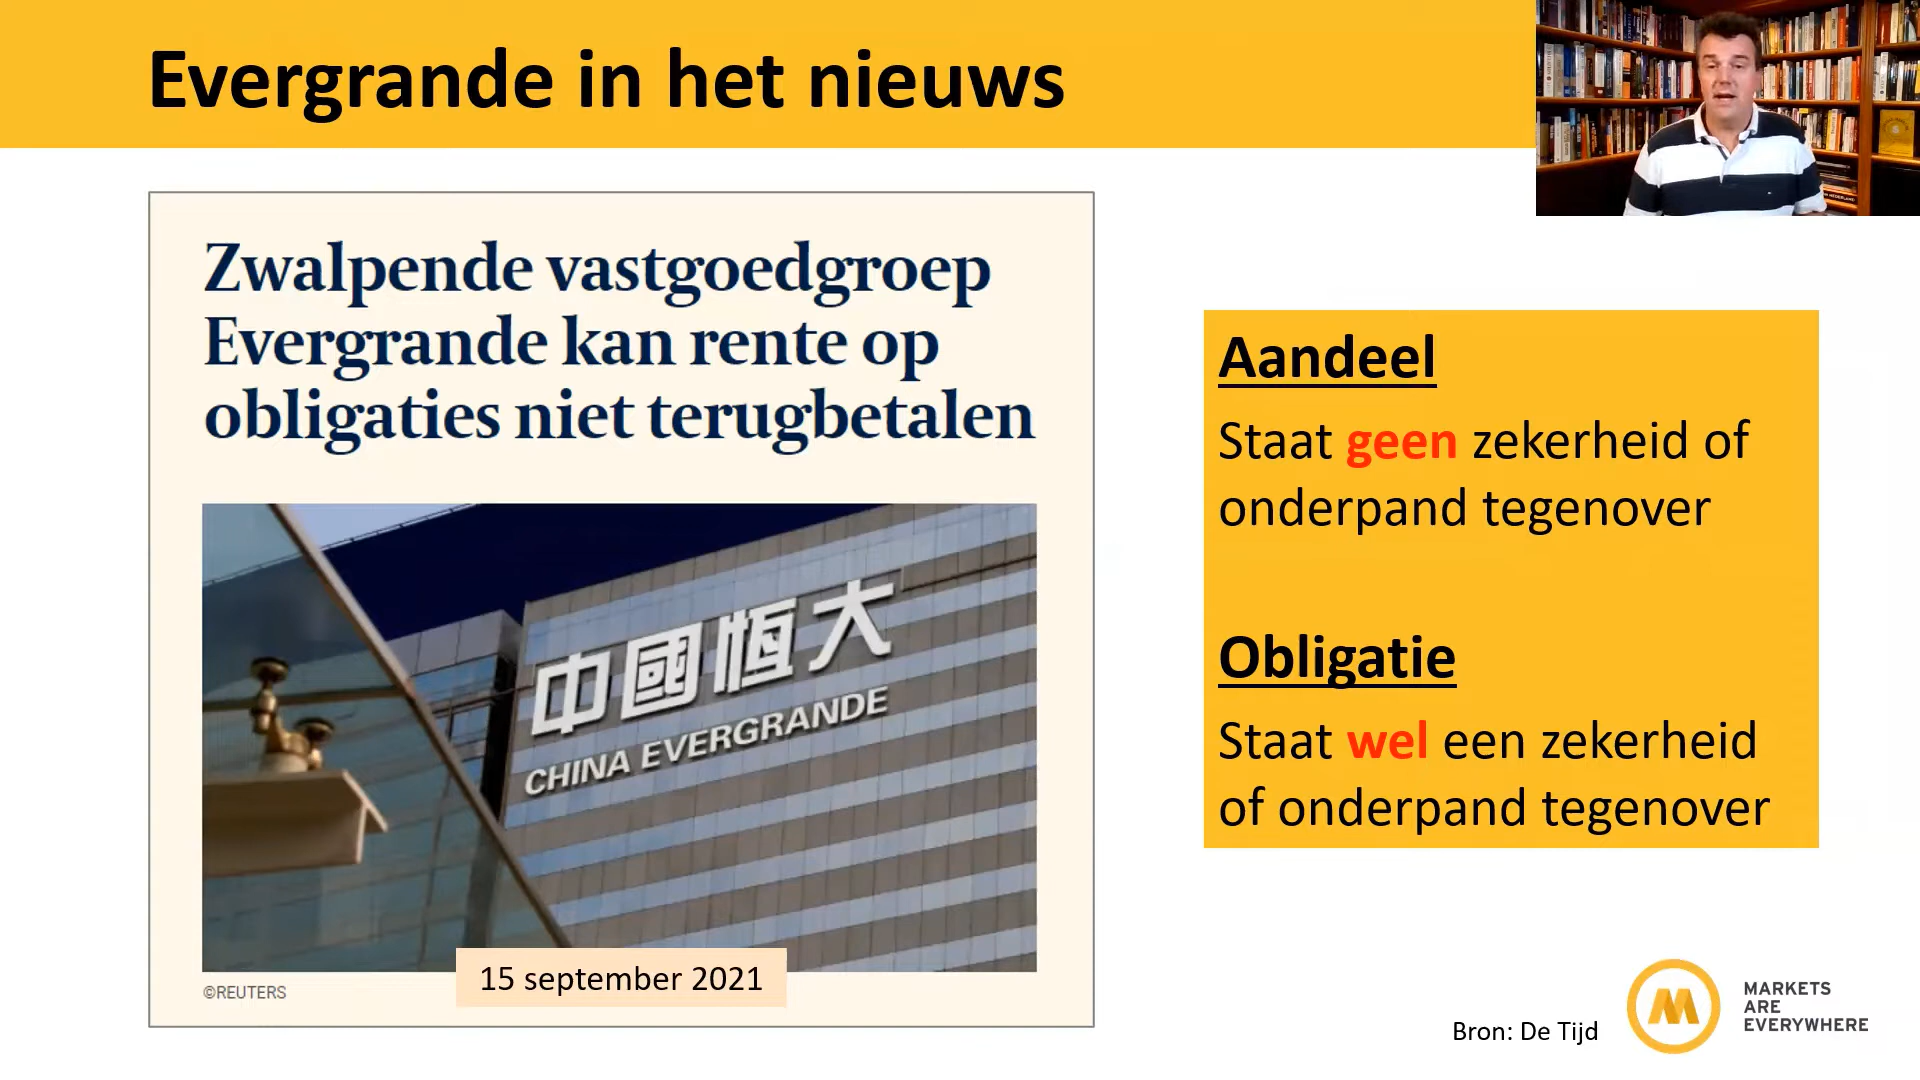 Evergrande in het nieuws
Zwalpende vastgoedgroep
Evergrande kan rente op
obligaties niet terugbetalen
中國恆大
CHINA EVERGRANDE
15 september 2021
©REUTERS
Aandeel
Staat geen zekerheid of
onderpand tegenover
Obligatie
Staat wel een zekerheid
of onderpand tegenover
Bron: De Tijd
MARKETS
ARE
EVERYWHERE